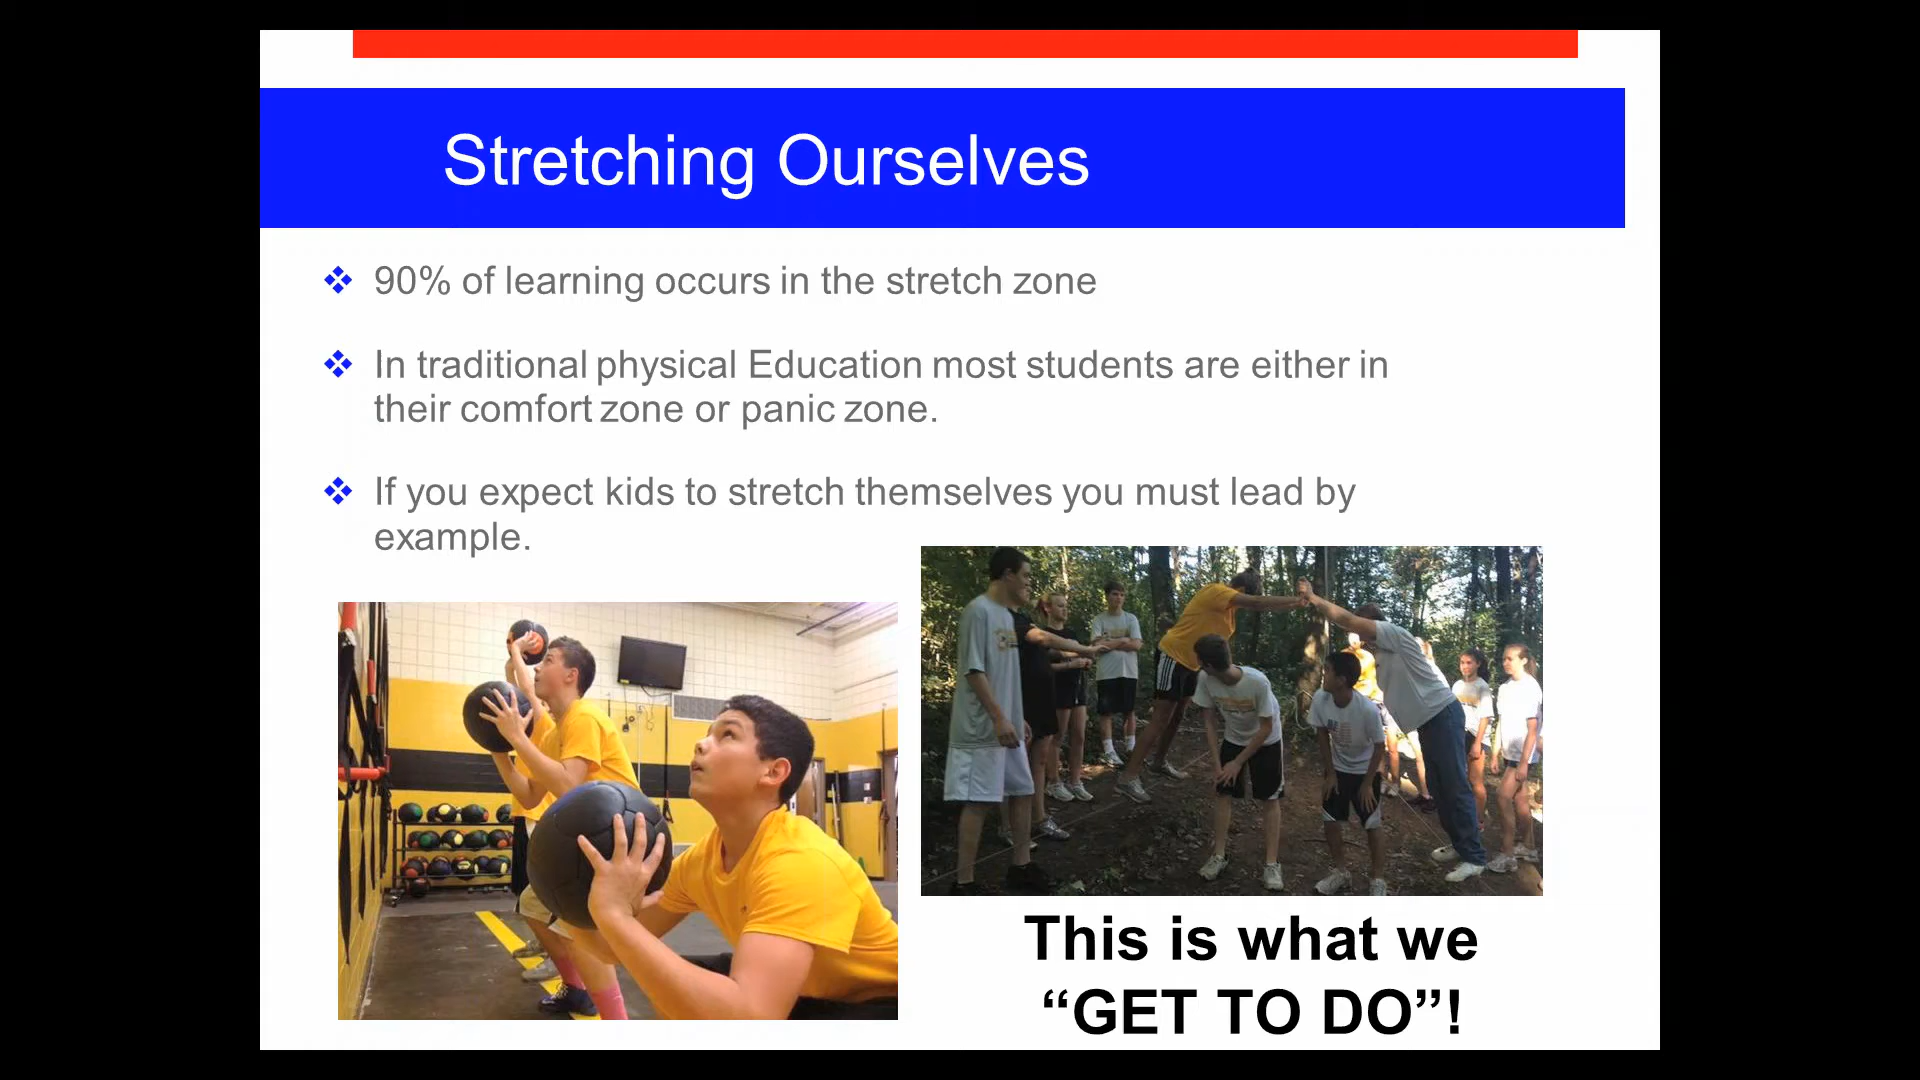 Stretching Ourselves
90% of learning occurs in the stretch zone
In traditional physical Education most students are either in
their comfort zone or panic zone.
If you expect kids to stretch themselves you must lead by
example.
This is what we
“GET TO DO”!